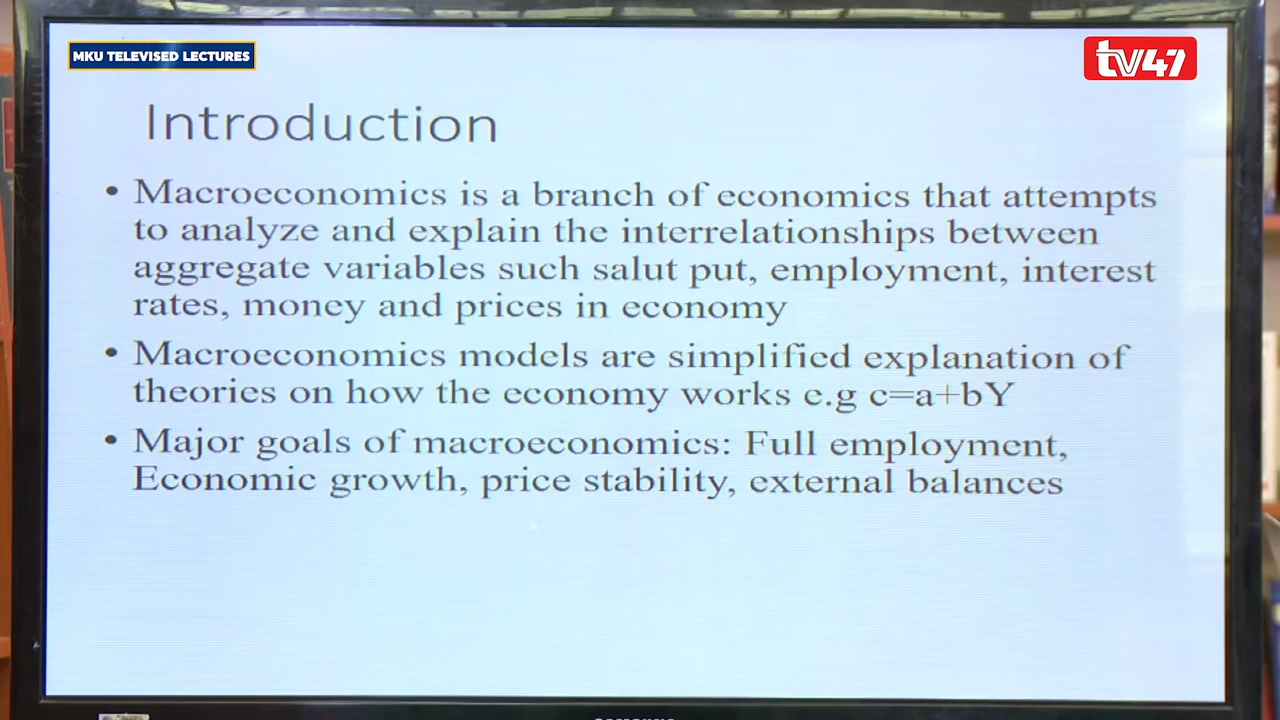 MKU TELEVISED LECTURES
tv47
Introduction
• Macroeconomics is a branch of economics that attempts
to analyze and explain the interrelationships between
aggregate variables such salut put, employment, interest
rates, money and prices in economy
• Macroeconomics models are simplified explanation of
theories on how the economy works e.g c=a+bY
• Major goals of macroeconomics: Full employment,
Economic growth, price stability, external balances